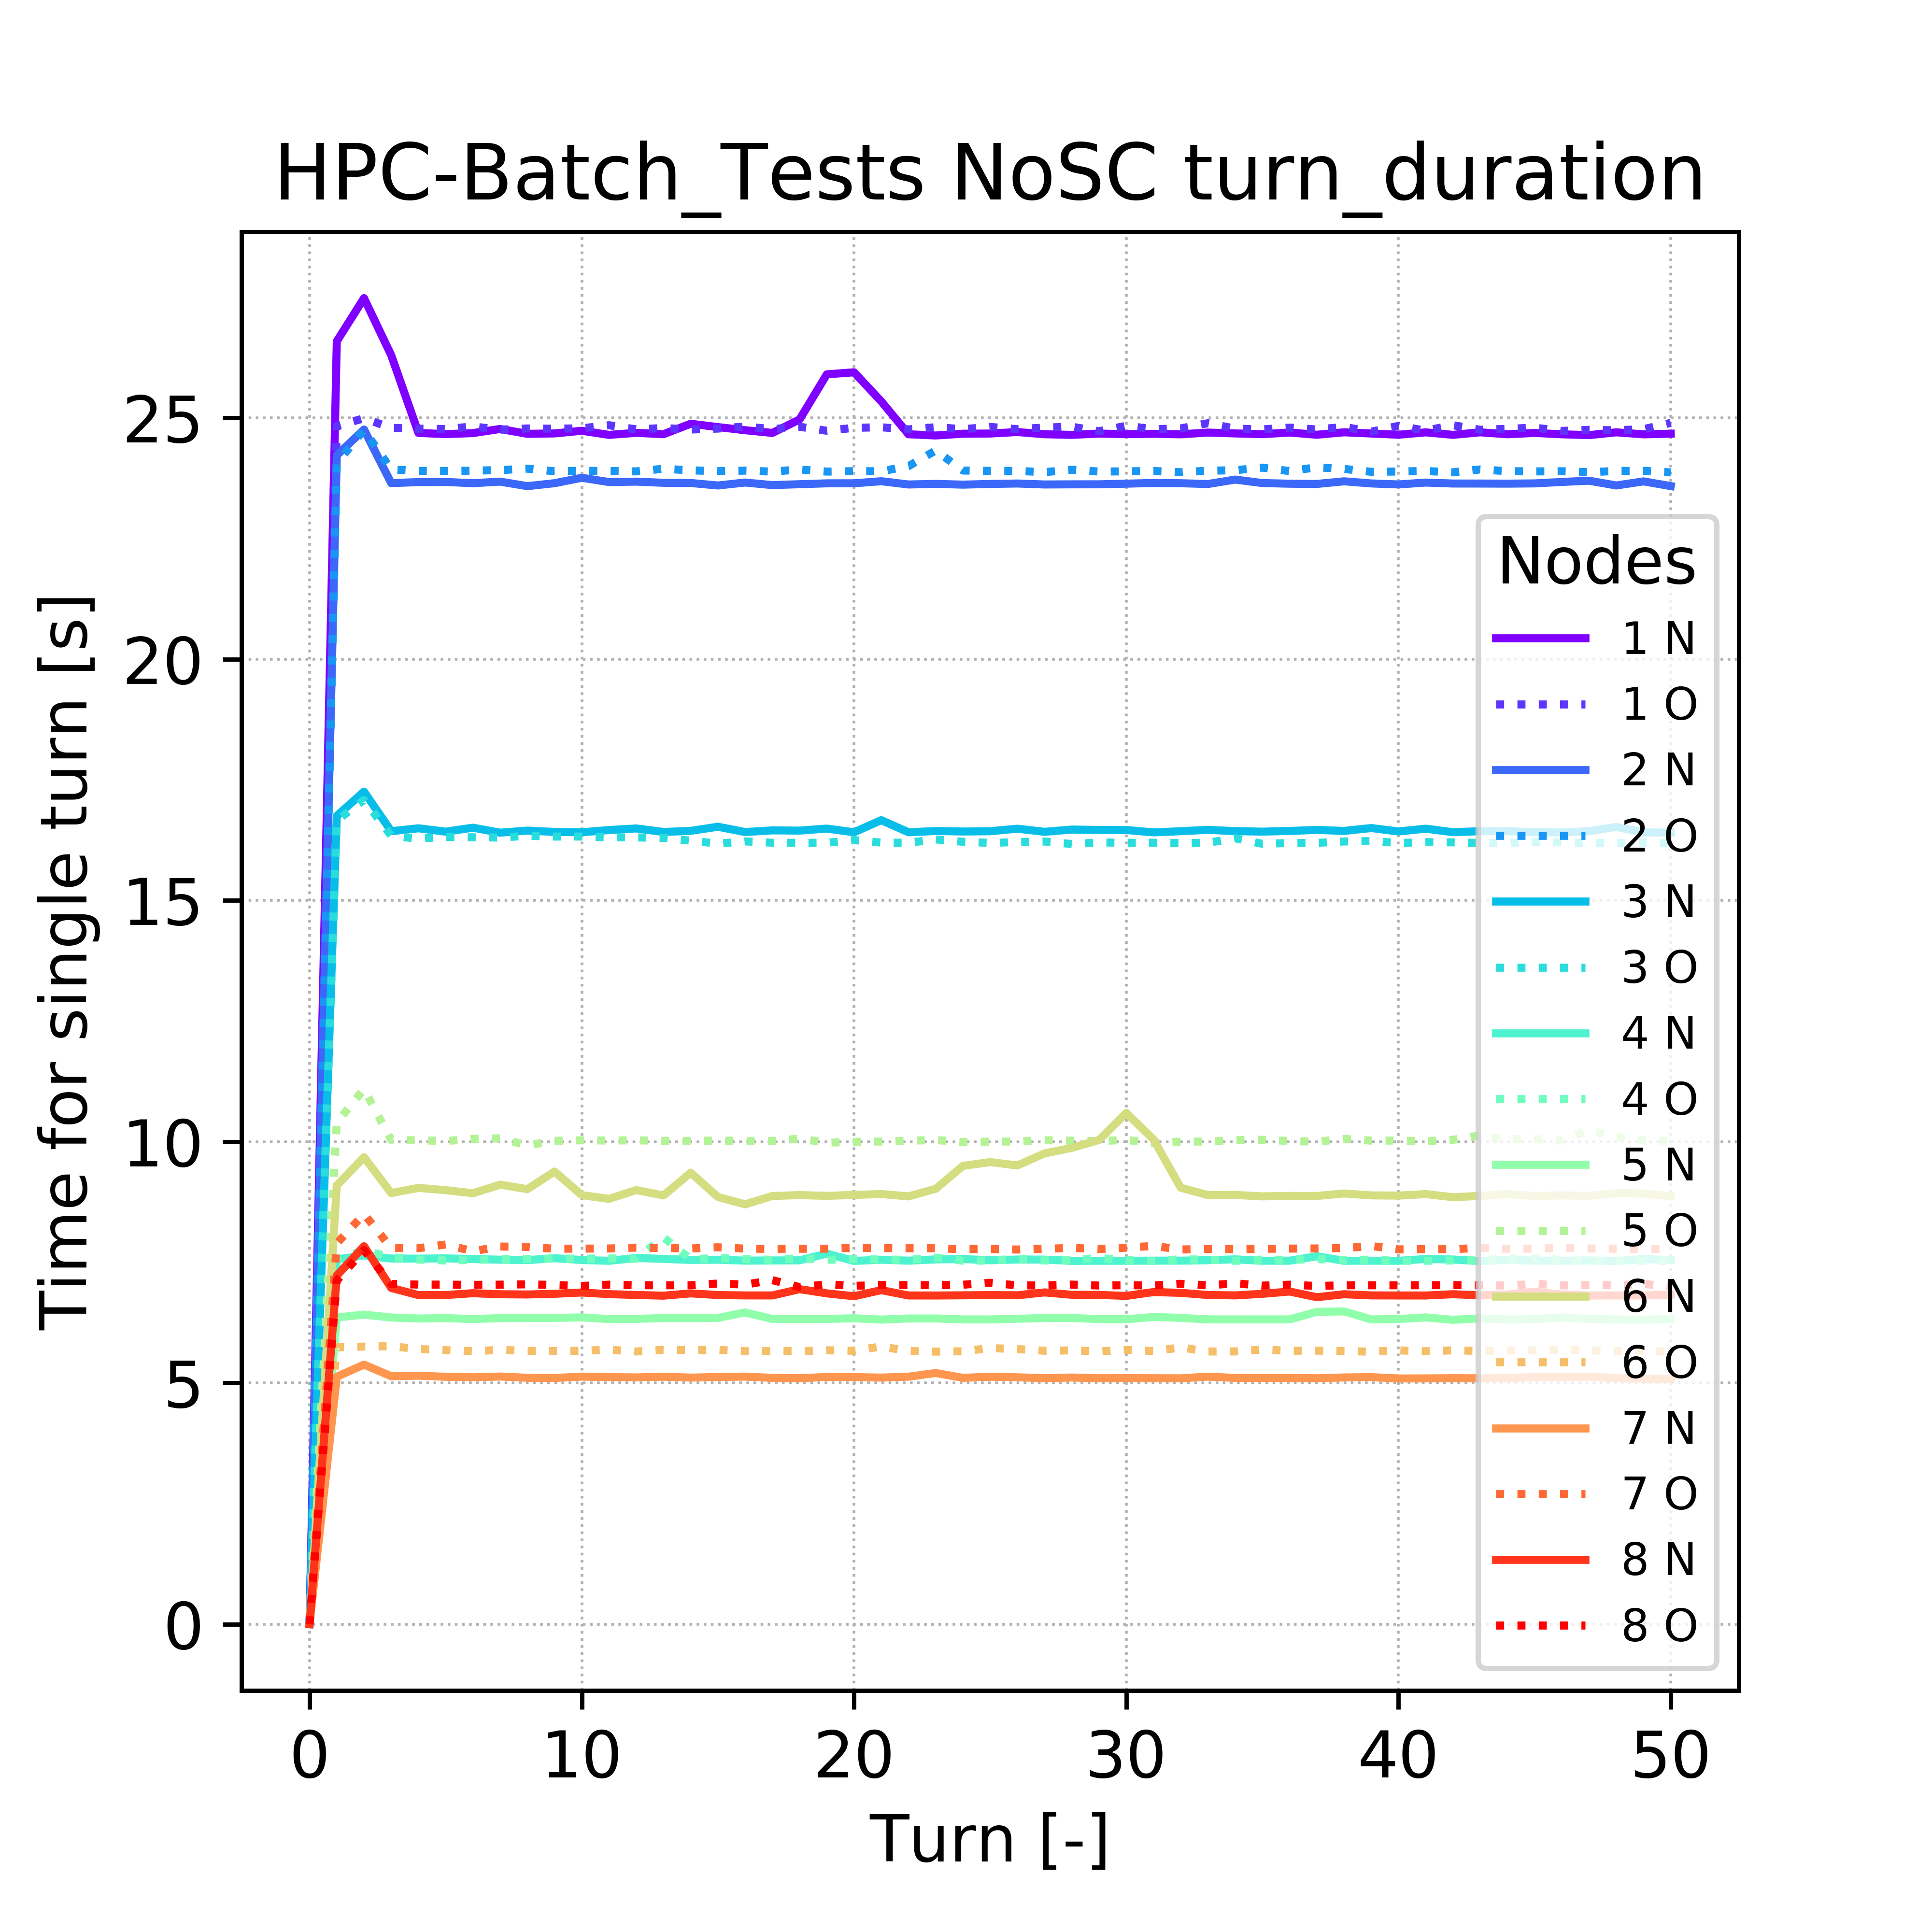 HPC-Batch_Tests NoSC turn_duration
Time for single turn [s]
25
20
15
10
5
0
Nodes
1 N
1 O
2 N
2 O
3 N
3 O
4 N
4 O
5 N
5 O
6 N
6 O
7 N
7 O
8 N
8 O
0 10 20 30 40 50
Turn [-]